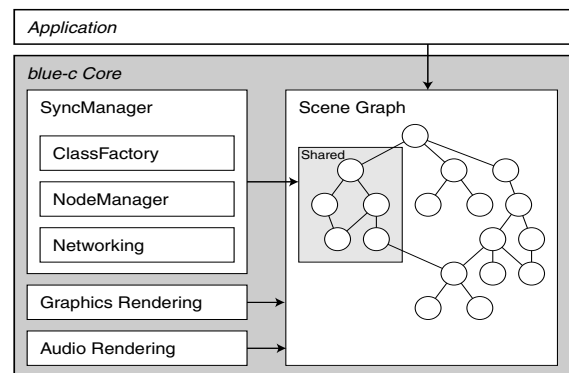 Application
blue-c Core
SyncManager
ClassFactory
NodeManager
Networking
Graphics Rendering
Audio Rendering
Scene Graph
Shared